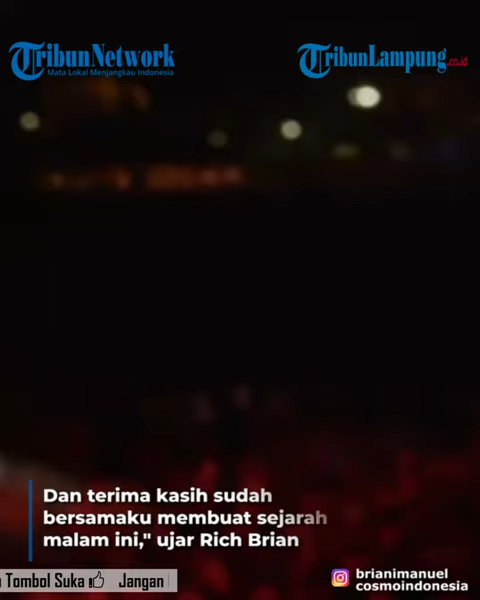 TribunNetwork
Mata Lokal Menjangkau Indonesia
TribunLampung.co.id
Dan terima kasih sudah
bersamaku membuat sejarah
malam ini," ujar Rich Brian
Tombol Suka Jangan
brianimanuel
cosmoindonesia